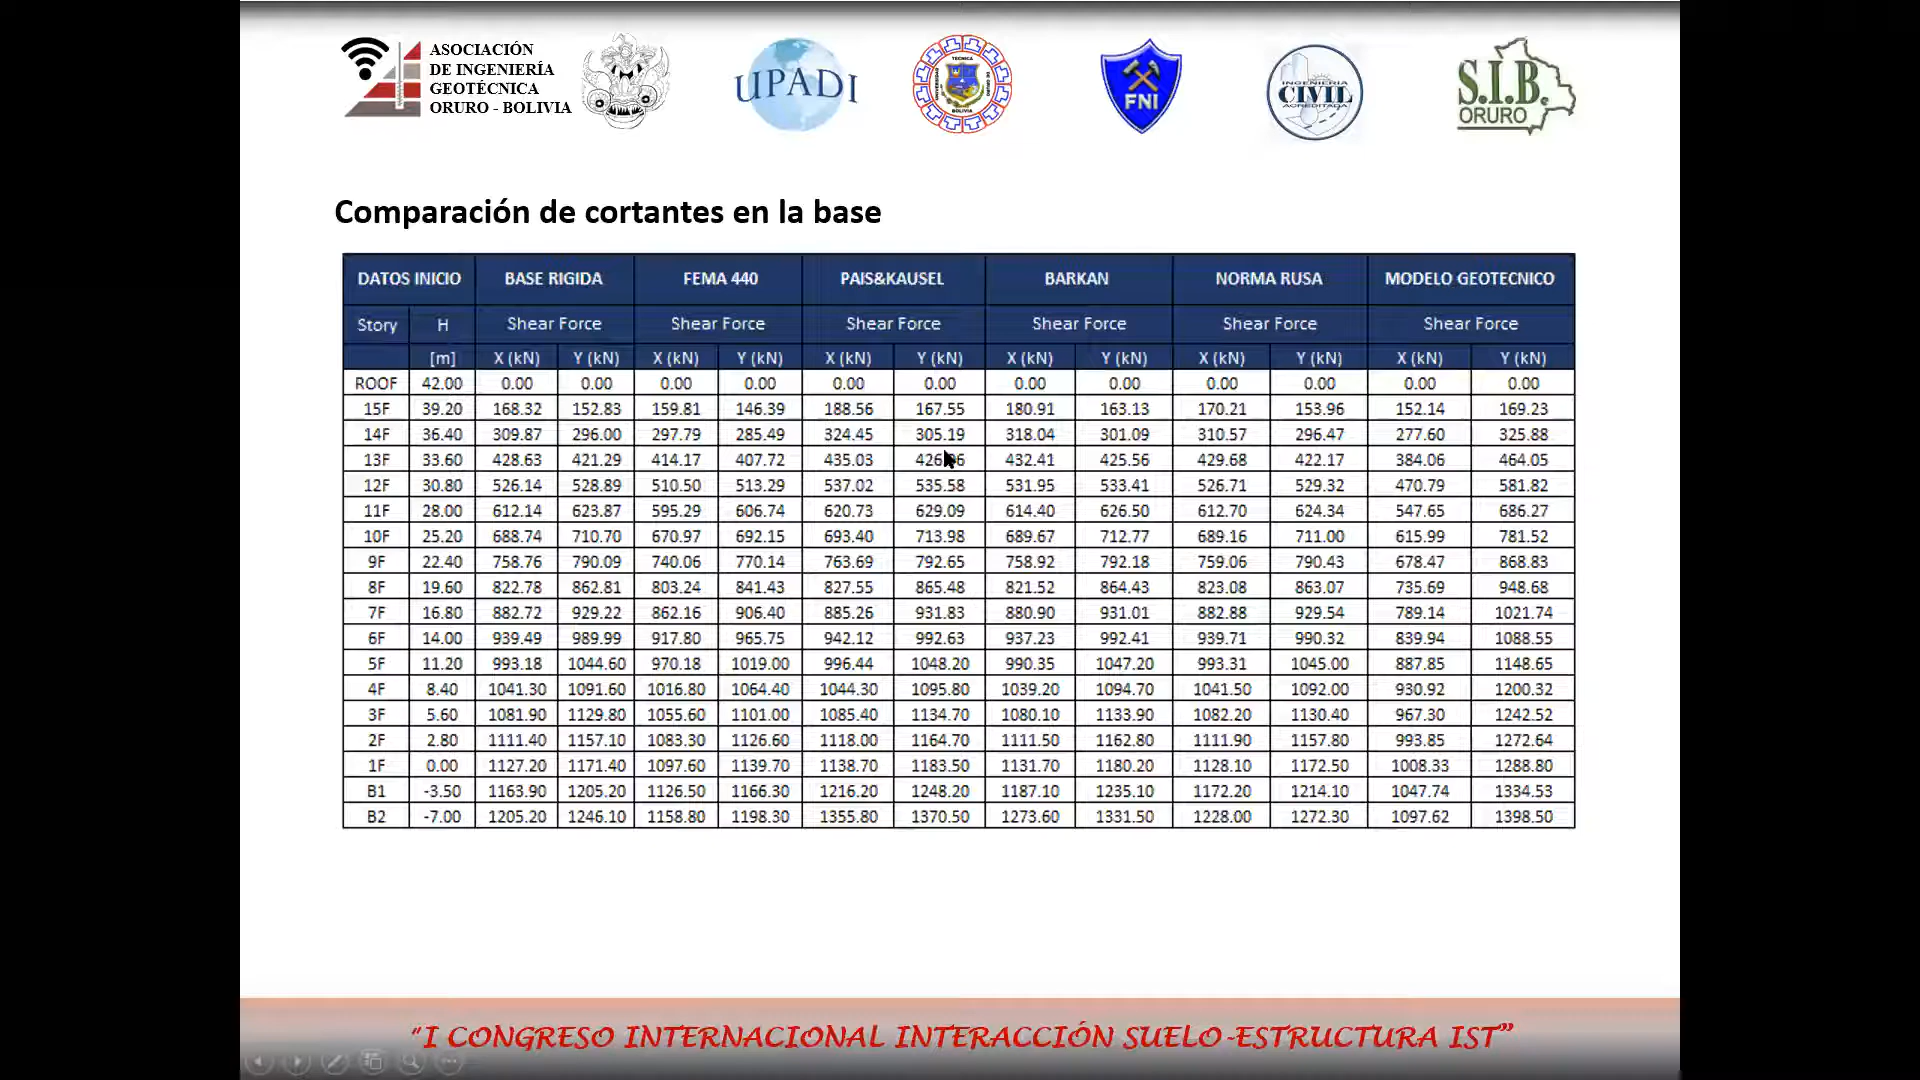 ASOCIACIÓN
DE INGENIERÍA
GEOTÉCNICA
ORURO - BOLIVIA
UPADI
FNI
INGENIERIA
CIVIL
ACREDITADA
S.I.B.
ORURO
Comparación de cortantes en la base
DATOS INICIO BASE RIGIDA FEMA 440 PAIS&KAUSEL BARKAN NORMA RUSA MODELO GEOTECNICO
Story H Shear Force Shear Force Shear Force Shear Force Shear Force Shear Force
[m] X (kN) Y (kN) X (kN) Y (kN) X (kN) Y (kN) X (kN) Y (kN) X (kN) Y (kN) X (kN) Y (kN)
ROOF 42.00 0.00 0.00 0.00 0.00 0.00 0.00 0.00 0.00 0.00 0.00 0.00 0.00
15F 39.20 168.32 152.83 159.81 146.39 188.56 167.55 180.91 163.13 170.21 153.96 152.14 169.23
14F 36.40 309.87 296.00 297.79 285.49 324.45 305.19 318.04 301.09 310.57 296.47 277.60 325.88
13F 33.60 428.63 421.29 414.17 407.72 435.03 432.41 425.56 429.68 422.17 384.06 464.05
12F 30.80 526.14 528.89 510.50 513.29 537.02 535.58 531.95 533.41 526.71 529.32 470.79 581.82
11F 28.00 612.14 623.87 595.29 606.74 620.73 629.09 614.40 626.50 612.70 624.34 547.65 686.27
10F 25.20 688.74 710.70 670.97 692.15 693.40 713.98 689.67 712.77 689.16 711.00 615.99 781.52
9F 22.40 758.76 790.09 740.06 770.14 763.69 792.65 758.92 792.18 759.06 790.43 678.47 868.83
8F 19.60 822.78 862.81 803.24 841.43 827.55 865.48 821.52 864.43 823.08 863.07 735.69 948.68
7F 16.80 882.72 929.22 862.16 906.40 885.26 931.83 880.90 931.01 882.88 929.54 789.14 1021.74
6F 14.00 939.49 989.99 917.80 965.75 942.12 992.63 937.23 992.41 939.71 990.32 839.94 1088.55
5F 11.20 993.18 1044.60 970.18 1019.00 996.44 1048.20 990.35 1047.20 993.31 1045.00 887.85 1148.65
4F 8.40 1041.30 1091.60 1016.80 1064.40 1044.30 1095.80 1039.20 1094.70 1041.50 1092.00 930.92 1200.32
3F 5.60 1081.90 1129.80 1055.60 1101.00 1085.40 1134.70 1080.10 1133.90 1082.20 1130.40 967.30 1242.52
2F 2.80 1111.40 1157.10 1083.30 1126.60 1118.00 1164.70 1111.50 1162.80 1111.90 1157.80 993.85 1272.64
1F 0.00 1127.20 1171.40 1097.60 1139.70 1138.70 1183.50 1131.70 1180.20 1128.10 1172.50 1008.33 1288.80
B1 -3.50 1163.90 1205.20 1126.50 1166.30 1216.20 1248.20 1187.10 1235.10 1172.20 1214.10 1047.74 1334.53
B2 -7.00 1205.20 1246.10 1158.80 1198.30 1355.80 1370.50 1273.60 1331.50 1228.00 1272.30 1097.62 1398.50
“I CONGRESO INTERNACIONAL INTERACCIÓN SUELO-ESTRUCTURA IST”